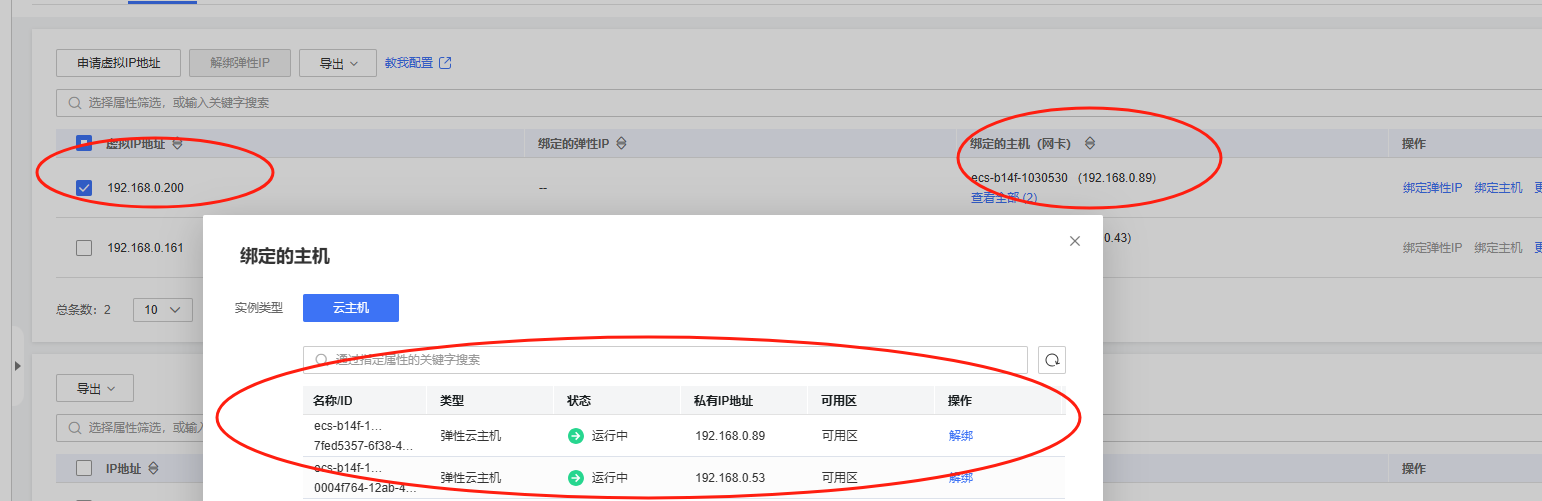 申请虚拟IP地址 解绑弹性IP 导出 教我配置
选择属性筛选，或输入关键字搜索
虚拟IP地址 绑定的弹性IP 绑定的主机（网卡） 操作
192.168.0.200 -- ecs-b14f-1030530 (192.168.0.89) 绑定弹性IP 绑定主机
查看全部 (2)
192.168.0.161 0.43) 绑定弹性IP 绑定主机
总条数：2 10
绑定的主机
实例类型 云主机
通过指定属性的关键字搜索
名称/ID 类型 状态 私有IP地址 可用区 操作
ecs-b14f-1...
7fed5357-6f38-4... 弹性云主机 运行中 192.168.0.89 可用区 解绑
ecs-b14f-1...
0004f764-12ab-4... 弹性云主机 运行中 192.168.0.53 可用区 解绑
导出
选择属性筛选，或输入
IP地址 操作